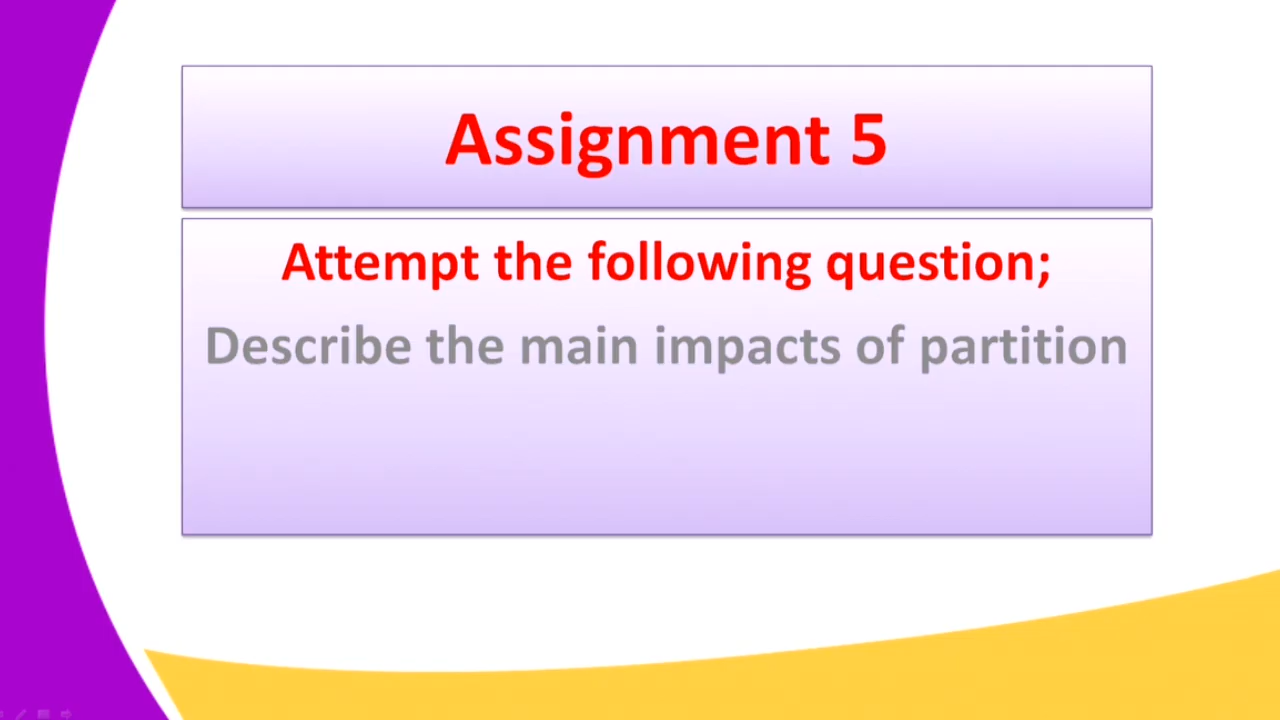 Assignment 5
Attempt the following question;
Describe the main impacts of partition